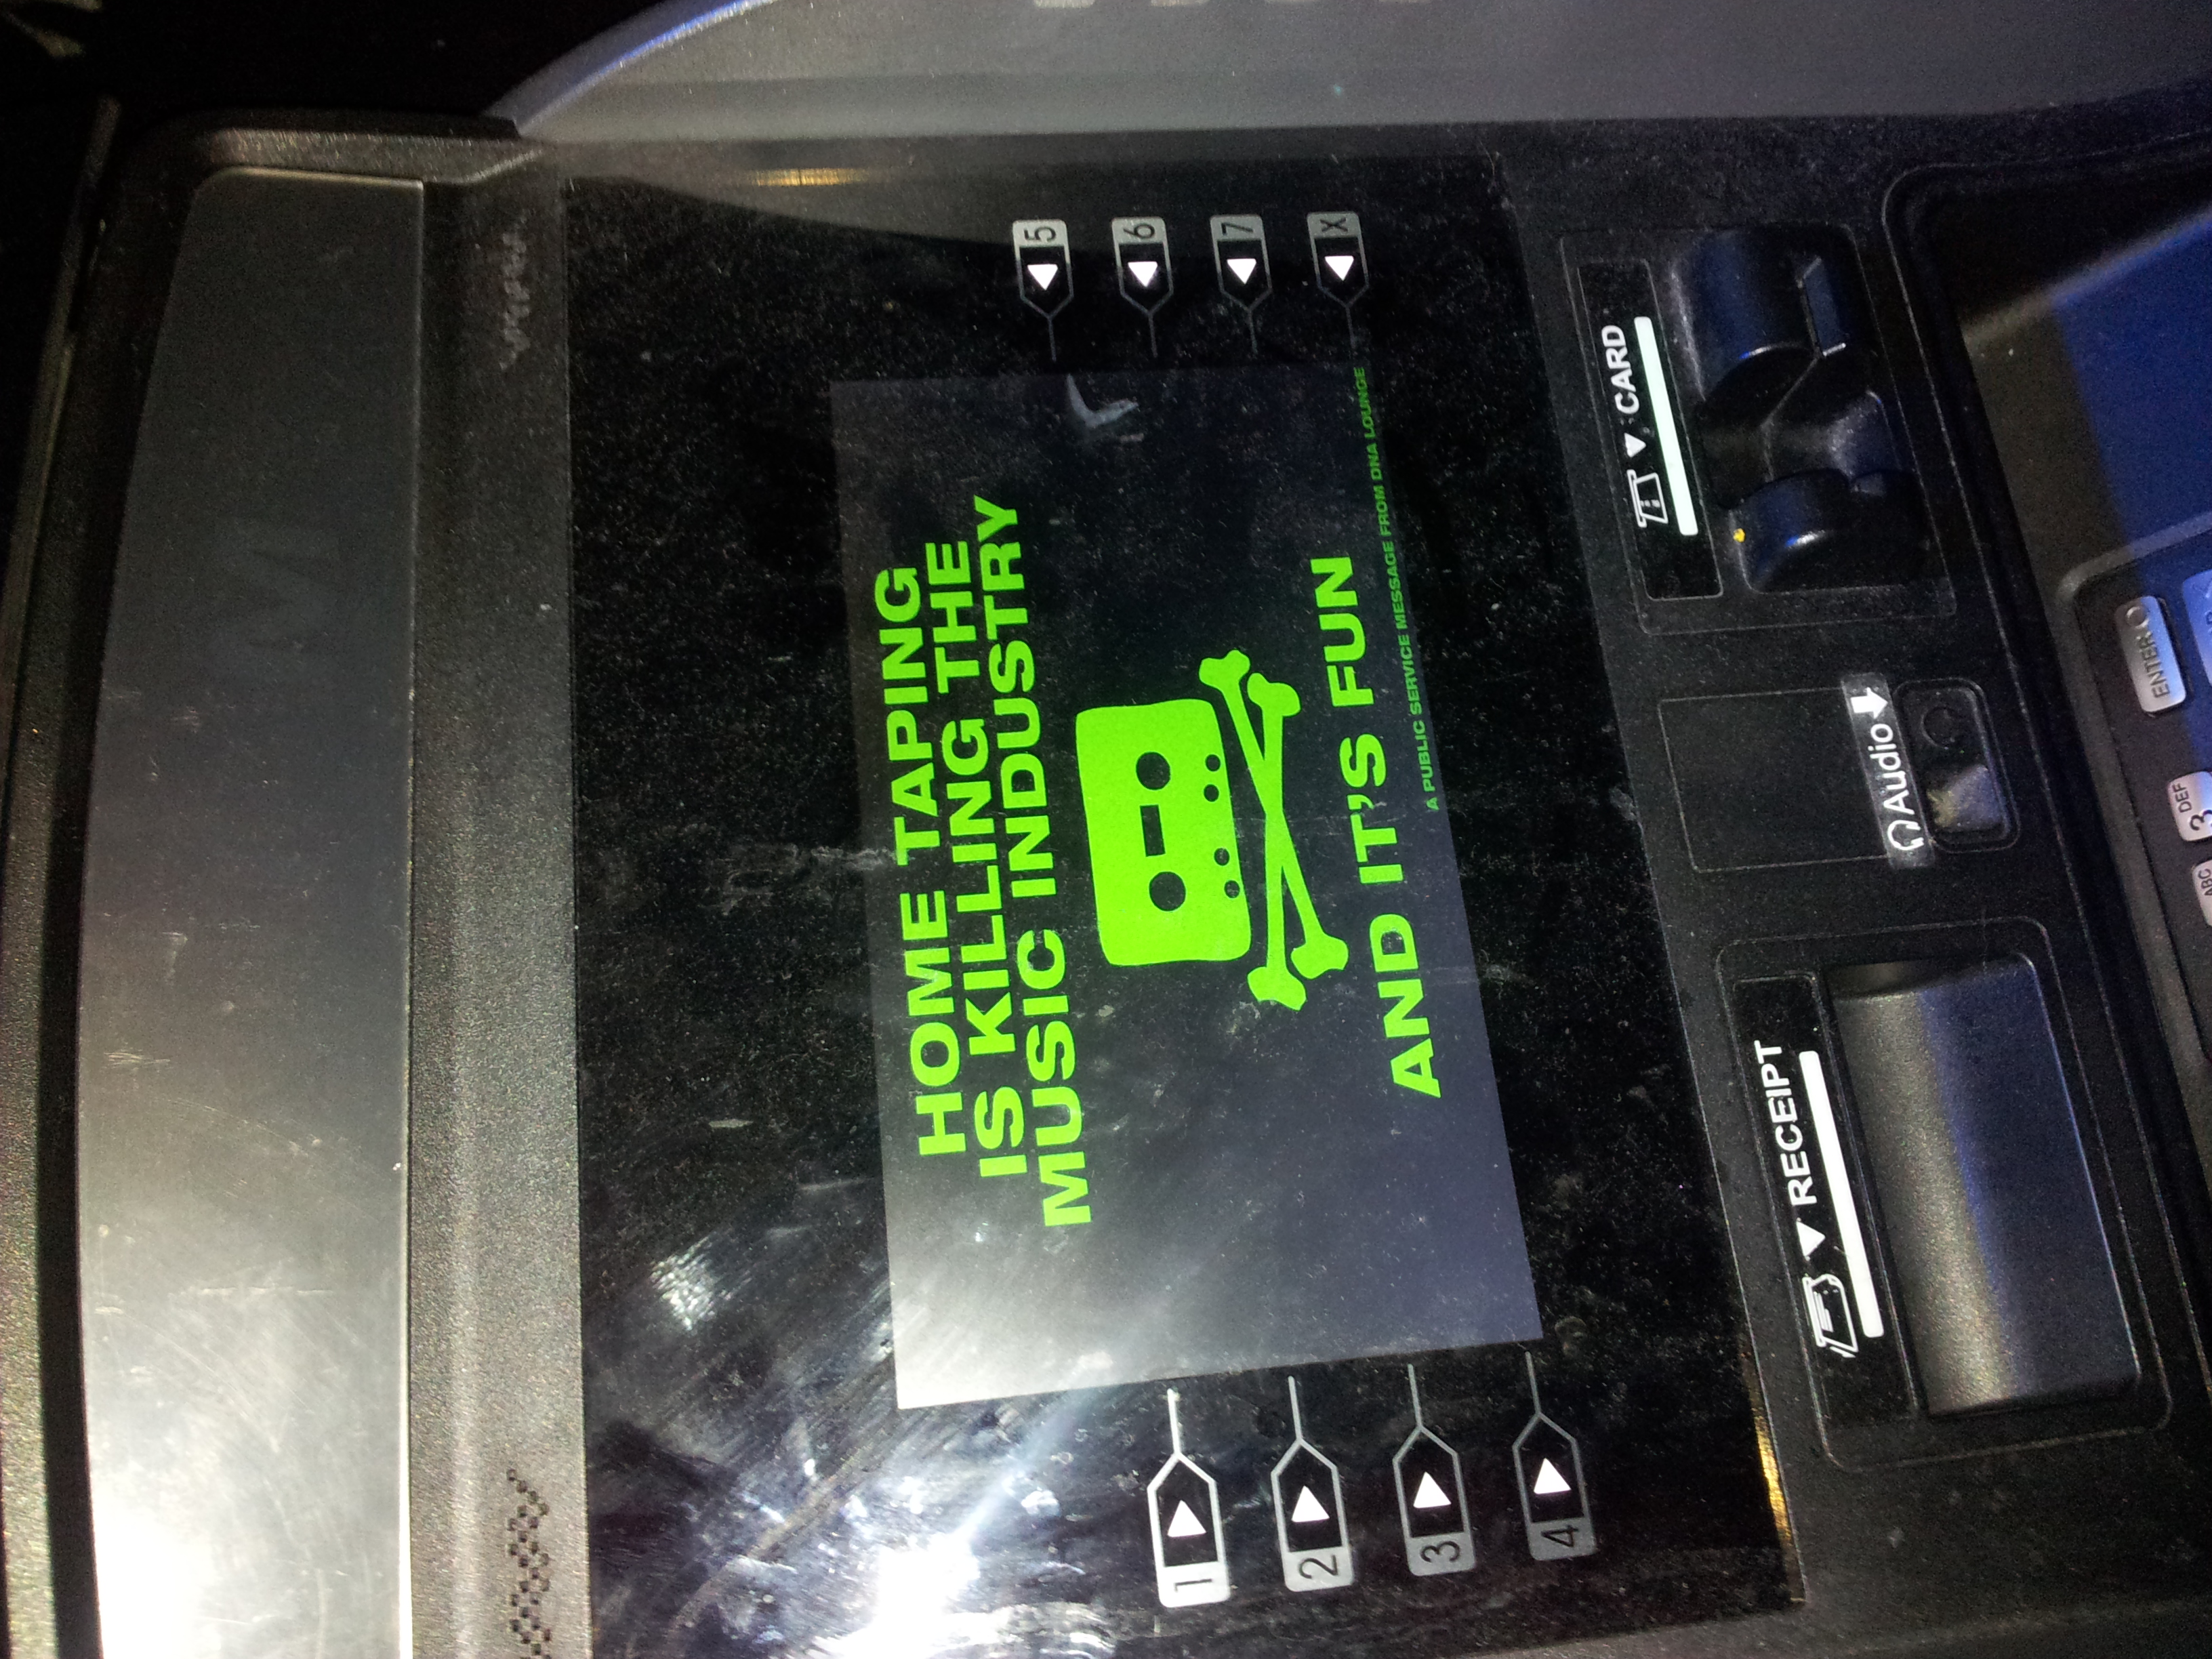 HOME TAPING
IS KILLING THE
MUSIC INDUSTRY
AND IT'S FUN
A PUBLIC SERVICE MESSAGE FROM DNA LOUNGE
1
2
3
4
5
6
7
X
RECEIPT
Audio
CARD
ENTER
ABC
3 DEF